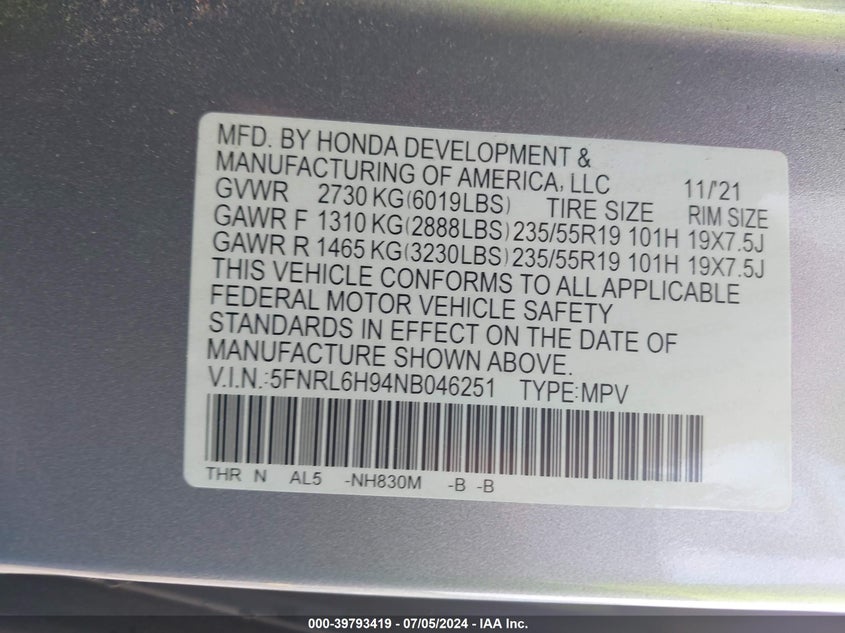 MFD. BY HONDA DEVELOPMENT &
MANUFACTURING OF AMERICA, LLC 11/'21
GVWR 2730 KG(6019LBS) TIRE SIZE RIM SIZE
GAWR F 1310 KG(2888LBS) 235/55R19 101H 19X7.5J
GAWR R 1465 KG(3230LBS) 235/55R19 101H 19X7.5J
THIS VEHICLE CONFORMS TO ALL APPLICABLE
FEDERAL MOTOR VEHICLE SAFETY
STANDARDS IN EFFECT ON THE DATE OF
MANUFACTURE SHOWN ABOVE.
V.I.N.:5FNRL6H94NB046251 TYPE:MPV
THR N AL5 -NH830M -B -B
000-39793419 - 07/05/2024 - IAA Inc.